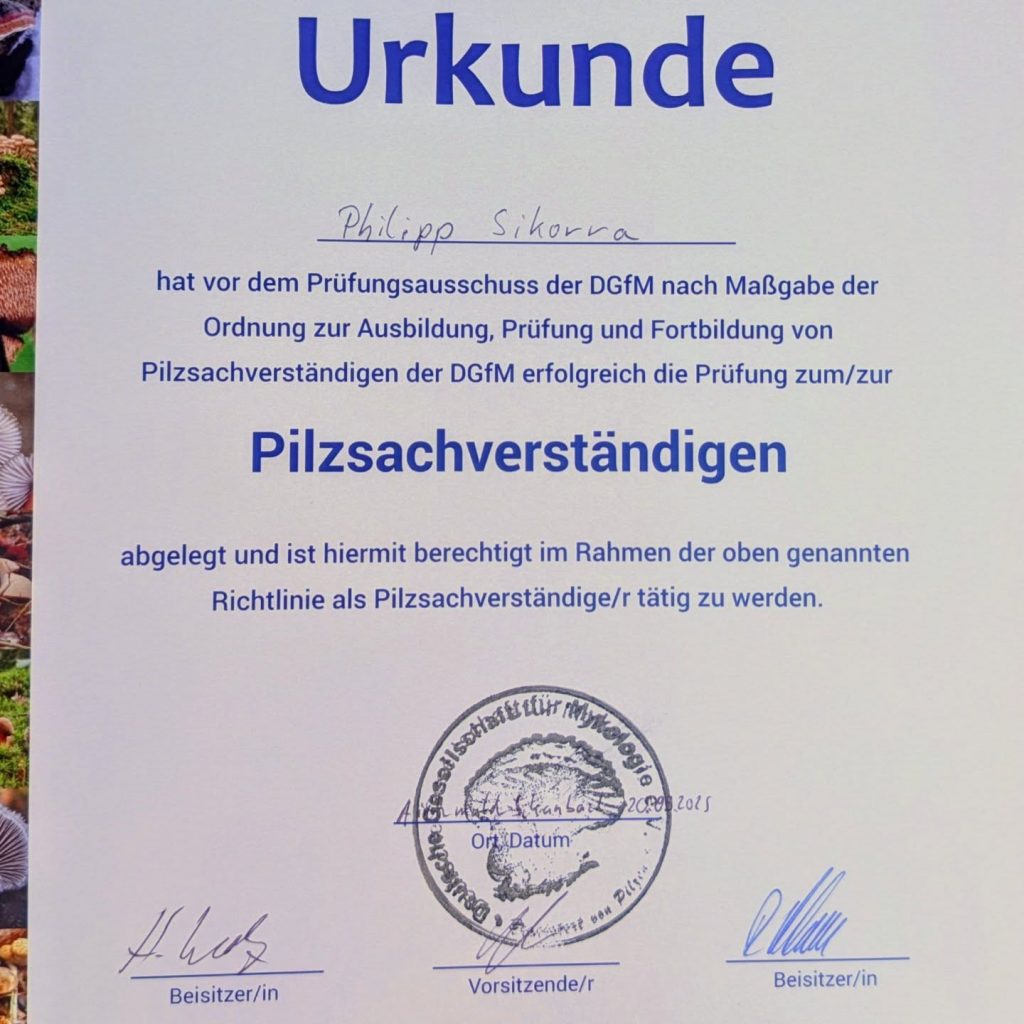 Urkunde
Philipp Sikorra
hat vor dem Prüfungsausschuss der DGfM nach Maßgabe der
Ordnung zur Ausbildung, Prüfung und Fortbildung von
Pilzsachverständigen der DGfM erfolgreich die Prüfung zum/zur
Pilzsachverständigen
abgelegt und ist hiermit berechtigt im Rahmen der oben genannten
Richtlinie als Pilzsachverständige/r tätig zu werden.
Deutsche Gesellschaft für Mykologie e.V.
Ort, Datum
von
Beisitzer/in
Vorsitzende/r
Beisitzer/in